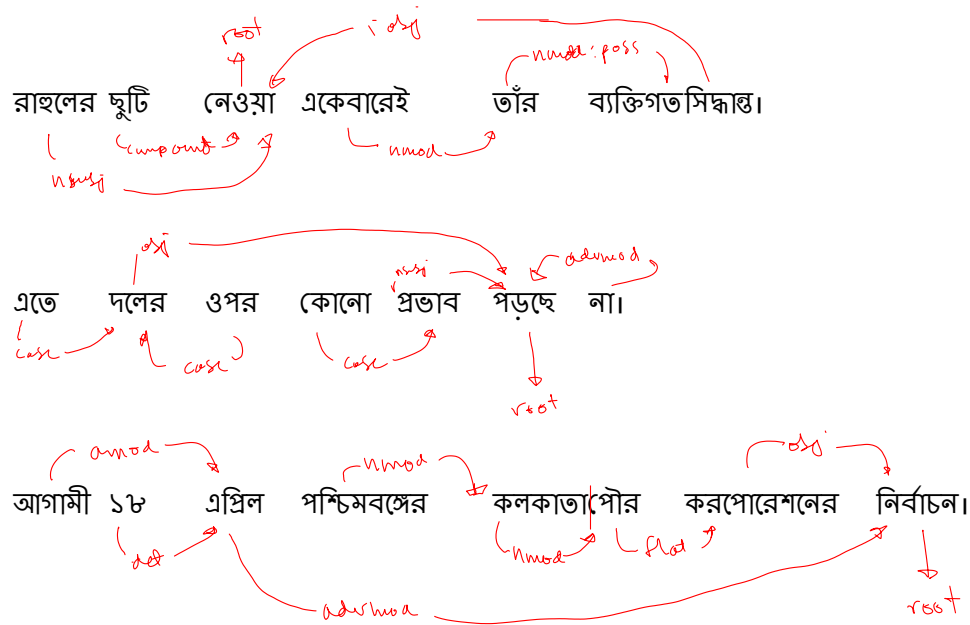 root iobj
nmod:poss
রাহুলের ছুটি নেওয়া একেবারেই তাঁর ব্যক্তিগত সিদ্ধান্ত।
compount nmod
nsubj
obj
nsubj advmod
এতে দলের ওপর কোনো প্রভাব পড়ছে না।
case case case
root
amod nmod obj
আগামী ১৮ এপ্রিল পশ্চিমবঙ্গের কলকাতা পৌর করপোরেশনের নির্বাচন।
det nmod flat
advmod root